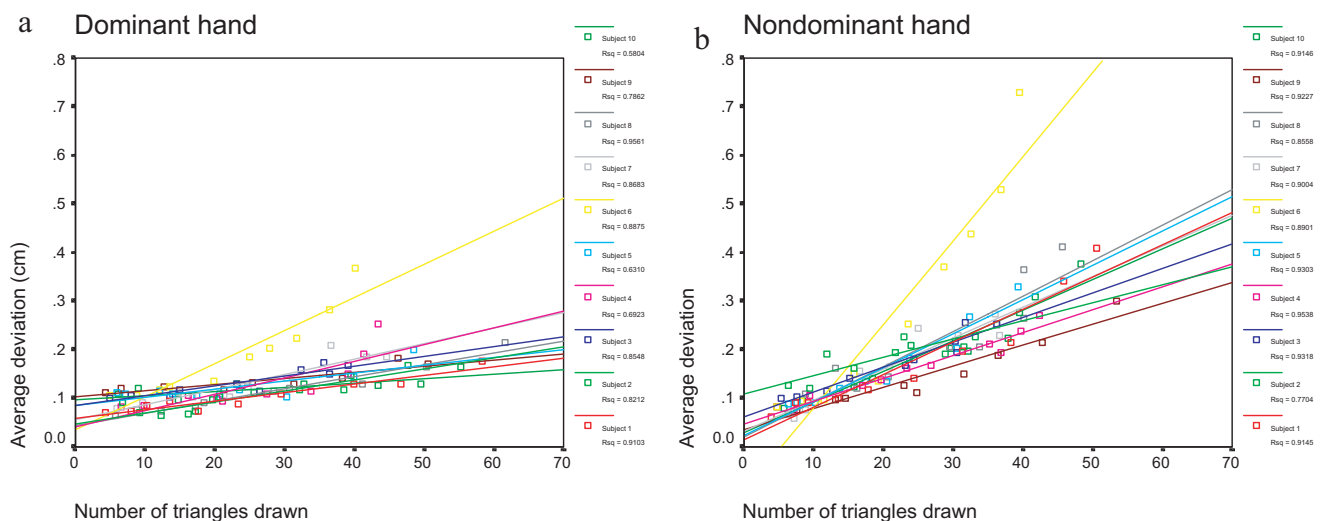 a
Dominant hand
.8
.7
.6
.5
.4
.3
.2
.1
0.0
0 10 20 30 40 50 60 70
Average deviation (cm)
Number of triangles drawn
Subject 10
Rsq = 0.5804
Subject 9
Rsq = 0.7862
Subject 8
Rsq = 0.9561
Subject 7
Rsq = 0.8683
Subject 6
Rsq = 0.8875
Subject 5
Rsq = 0.6310
Subject 4
Rsq = 0.6923
Subject 3
Rsq = 0.8548
Subject 2
Rsq = 0.8212
Subject 1
Rsq = 0.9103
b
Nondominant hand
.8
.7
.6
.5
.4
.3
.2
.1
0.0
0 10 20 30 40 50 60 70
Average deviation
Number of triangles drawn
Subject 10
Rsq = 0.9146
Subject 9
Rsq = 0.9227
Subject 8
Rsq = 0.8558
Subject 7
Rsq = 0.9004
Subject 6
Rsq = 0.8901
Subject 5
Rsq = 0.9303
Subject 4
Rsq = 0.9538
Subject 3
Rsq = 0.9318
Subject 2
Rsq = 0.7704
Subject 1
Rsq = 0.9145